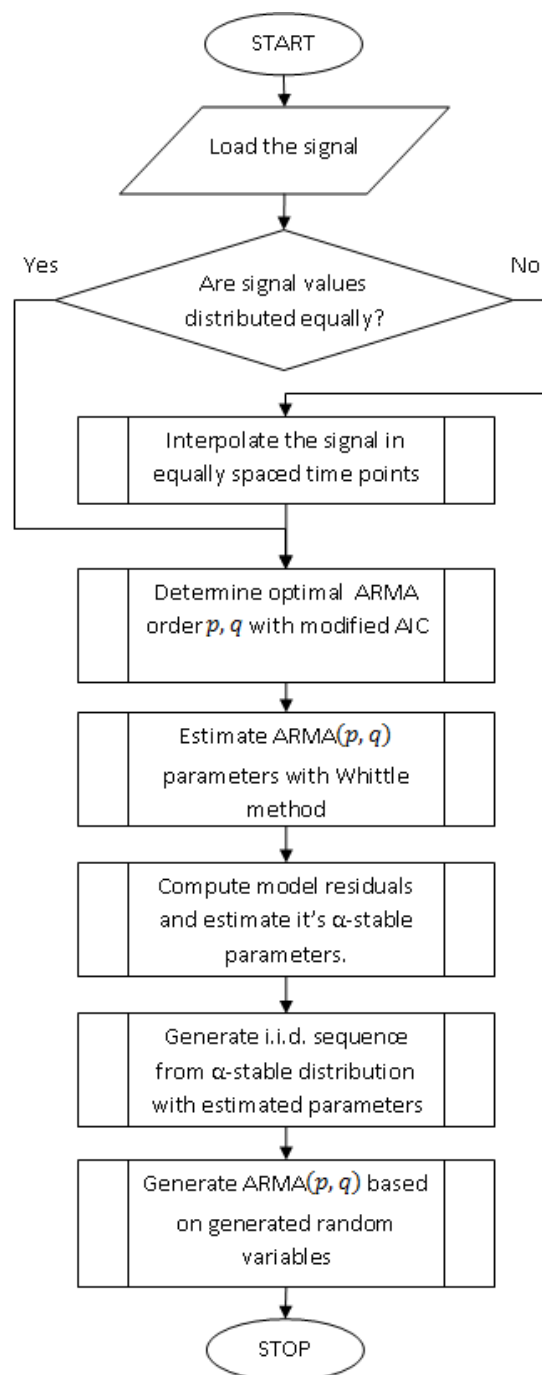 START
Load the signal
Yes
No
Are signal values
distributed equally?
Interpolate the signal in
equally spaced time points
Determine optimal ARMA
order p, q with modified AIC
Estimate ARMA(p, q)
parameters with Whittle
method
Compute model residuals
and estimate it's α-stable
parameters.
Generate i.i.d. sequence
from α-stable distribution
with estimated parameters
Generate ARMA(p, q) based
on generated random
variables
STOP